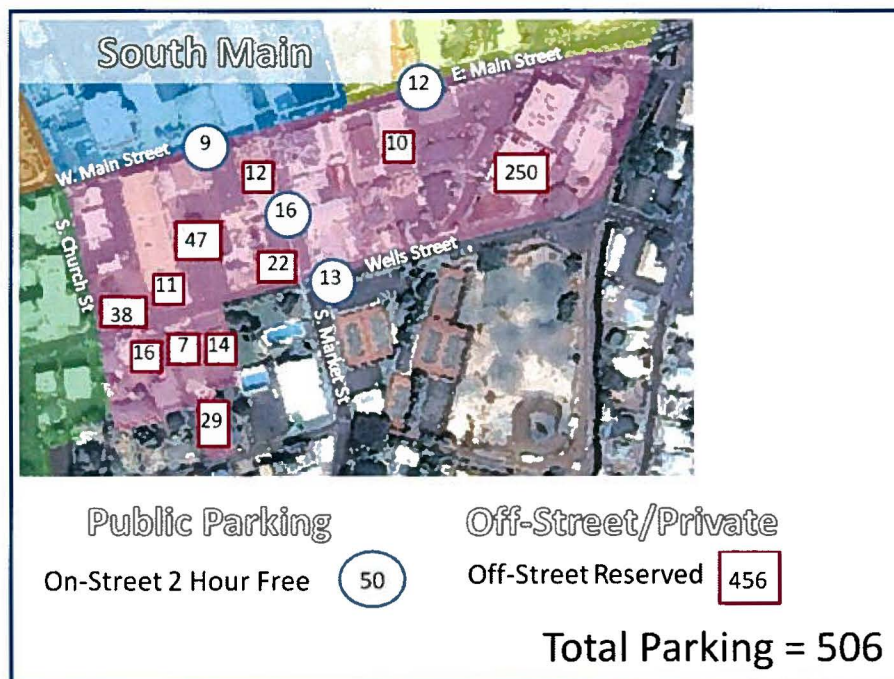 South Main
12
E. Main Street
9
W. Main Street
10
12
250
16
47
S. Church St
22
Wells Street
13
11
38
S. Market St
16
7
14
29
Public Parking
Off-Street/Private
On-Street 2 Hour Free
50
Off-Street Reserved
456
Total Parking = 506